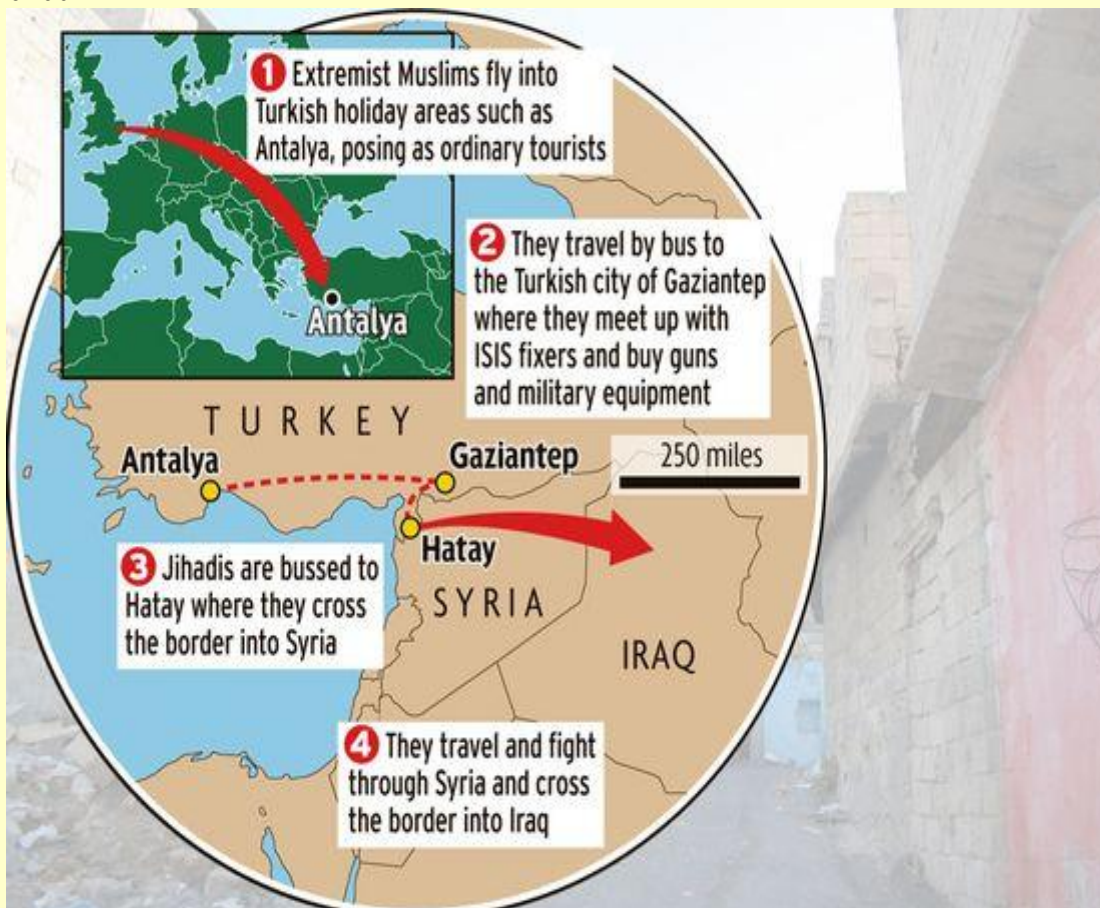 1 Extremist Muslims fly into
Turkish holiday areas such as
Antalya, posing as ordinary tourists
Antalya
2 They travel by bus to
the Turkish city of Gaziantep
where they meet up with
ISIS fixers and buy guns
and military equipment
TURKEY
250 miles
Antalya
Gaziantep
Hatay
3 Jihadis are bussed to
Hatay where they cross
the border into Syria
SYRIA
IRAQ
4 They travel and fight
through Syria and cross
the border into Iraq